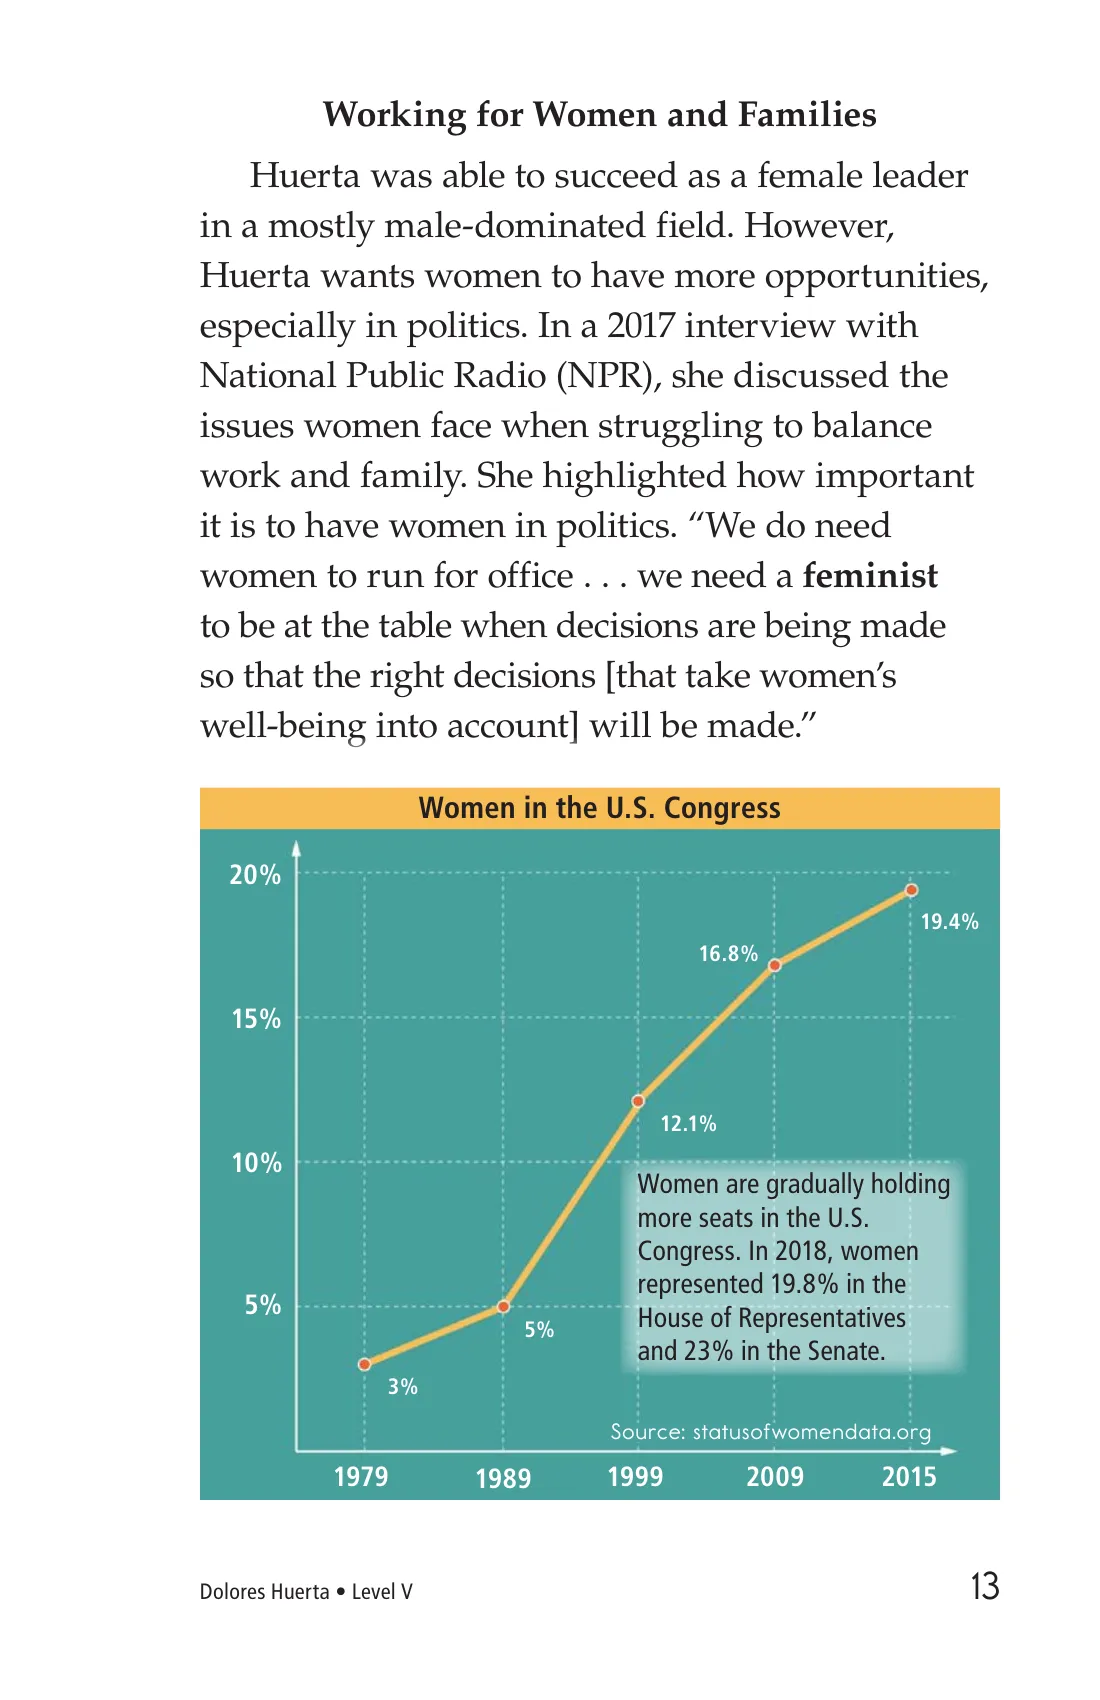 Working for Women and Families
Huerta was able to succeed as a female leader
in a mostly male-dominated field. However,
Huerta wants women to have more opportunities,
especially in politics. In a 2017 interview with
National Public Radio (NPR), she discussed the
issues women face when struggling to balance
work and family. She highlighted how important
it is to have women in politics. “We do need
women to run for office . . . we need a feminist
to be at the table when decisions are being made
so that the right decisions [that take women’s
well-being into account] will be made.”
Women in the U.S. Congress
20%
15%
10%
5%
3%
5%
12.1%
16.8%
19.4%
Women are gradually holding
more seats in the U.S.
Congress. In 2018, women
represented 19.8% in the
House of Representatives
and 23% in the Senate.
Source: statusofwomendata.org
1979 1989 1999 2009 2015
Dolores Huerta • Level V 13